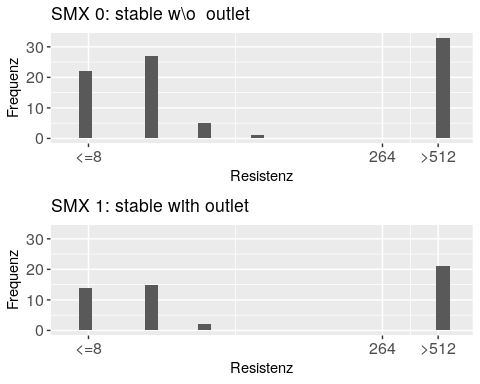 SMX 0: stable w\o outlet
30
20
10
0
Frequenz
<=8 264 >512
Resistenz
SMX 1: stable with outlet
30
20
10
0
Frequenz
<=8 264 >512
Resistenz